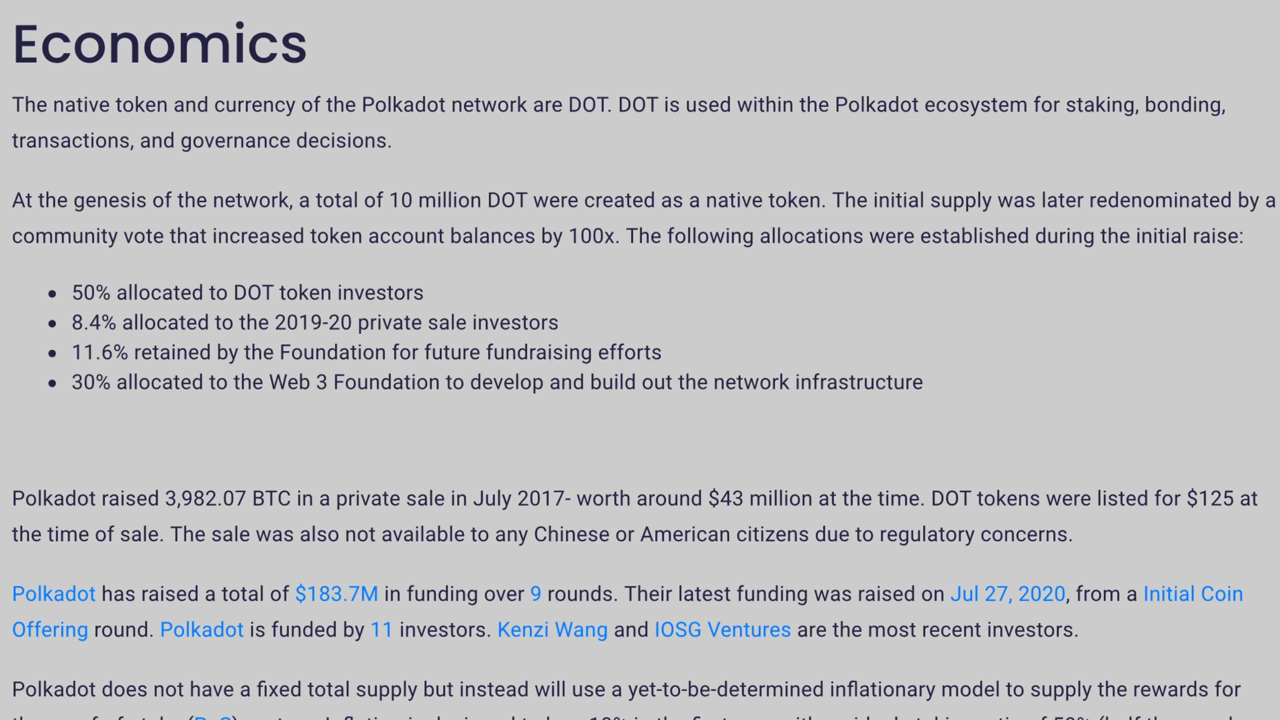 Economics
The native token and currency of the Polkadot network are DOT. DOT is used within the Polkadot ecosystem for staking, bonding,
transactions, and governance decisions.
At the genesis of the network, a total of 10 million DOT were created as a native token. The initial supply was later redenominated by a
community vote that increased token account balances by 100x. The following allocations were established during the initial raise:
• 50% allocated to DOT token investors
• 8.4% allocated to the 2019-20 private sale investors
• 11.6% retained by the Foundation for future fundraising efforts
• 30% allocated to the Web 3 Foundation to develop and build out the network infrastructure
Polkadot raised 3,982.07 BTC in a private sale in July 2017- worth around $43 million at the time. DOT tokens were listed for $125 at
the time of sale. The sale was also not available to any Chinese or American citizens due to regulatory concerns.
Polkadot has raised a total of $183.7M in funding over 9 rounds. Their latest funding was raised on Jul 27, 2020, from a Initial Coin
Offering round. Polkadot is funded by 11 investors. Kenzi Wang and IOSG Ventures are the most recent investors.
Polkadot does not have a fixed total supply but instead will use a yet-to-be-determined inflationary model to supply the rewards for